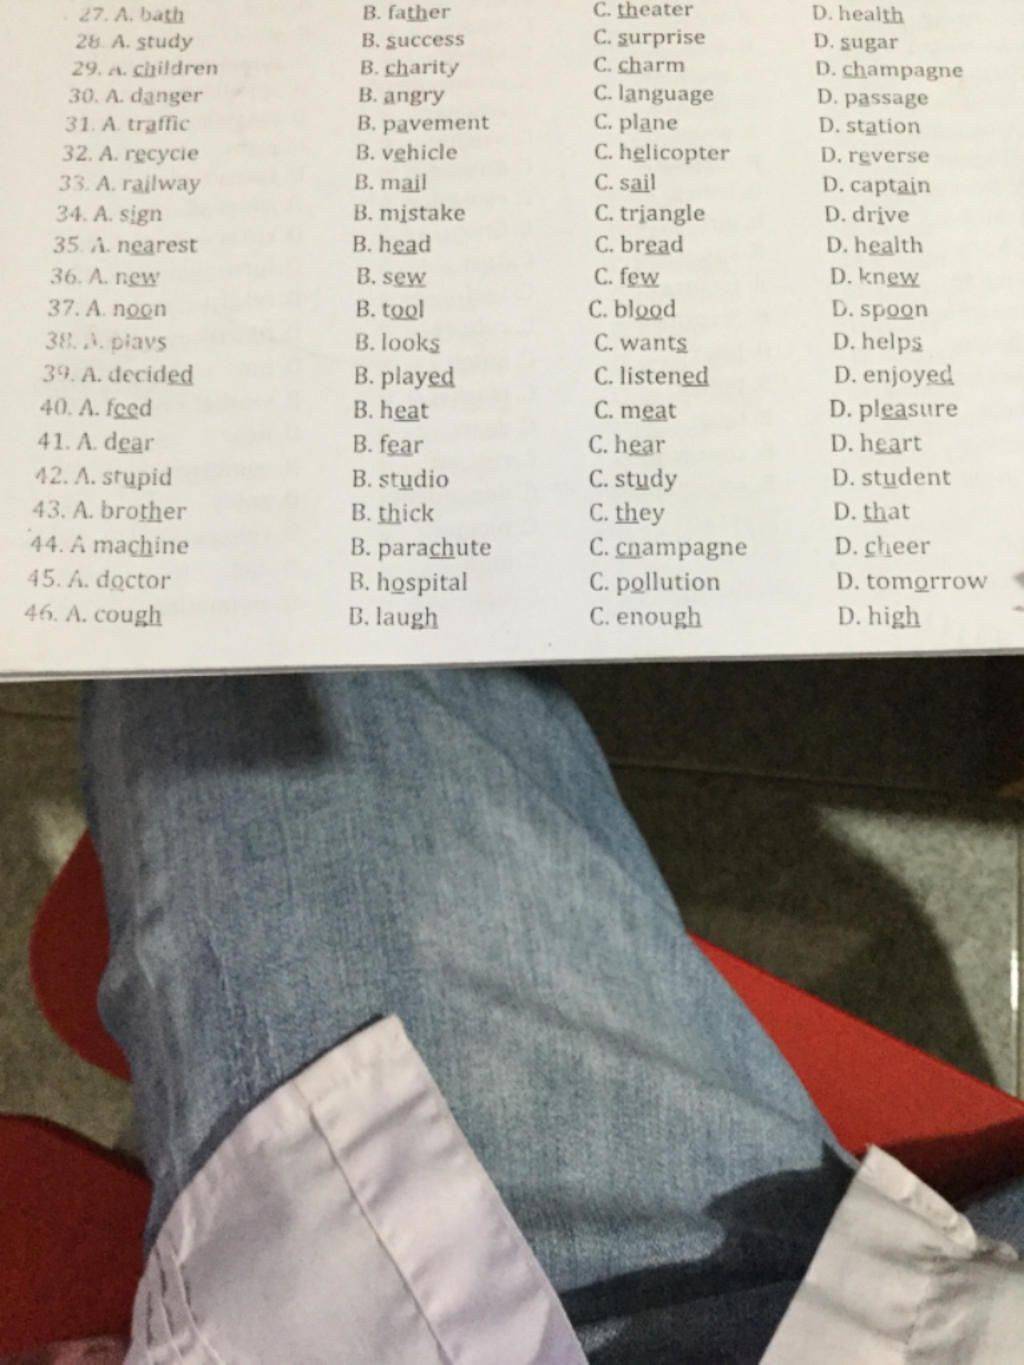 27. A. bath B. father C. theater D. health
28. A. study B. success C. surprise D. sugar
29. A. children B. charity C. charm D. champagne
30. A. danger B. angry C. language D. passage
31. A. traffic B. pavement C. plane D. station
32. A. recycle B. vehicle C. helicopter D. reverse
33. A. railway B. mail C. sail D. captain
34. A. sign B. mistake C. triangle D. drive
35. A. nearest B. head C. bread D. health
36. A. new B. sew C. few D. knew
37. A. noon B. tool C. blood D. spoon
38. A. plays B. looks C. wants D. helps
39. A. decided B. played C. listened D. enjoyed
40. A. feed B. heat C. meat D. pleasure
41. A. dear B. fear C. hear D. heart
42. A. stupid B. studio C. study D. student
43. A. brother B. thick C. they D. that
44. A machine B. parachute C. champagne D. cheer
45. A. doctor B. hospital C. pollution D. tomorrow
46. A. cough B. laugh C. enough D. high